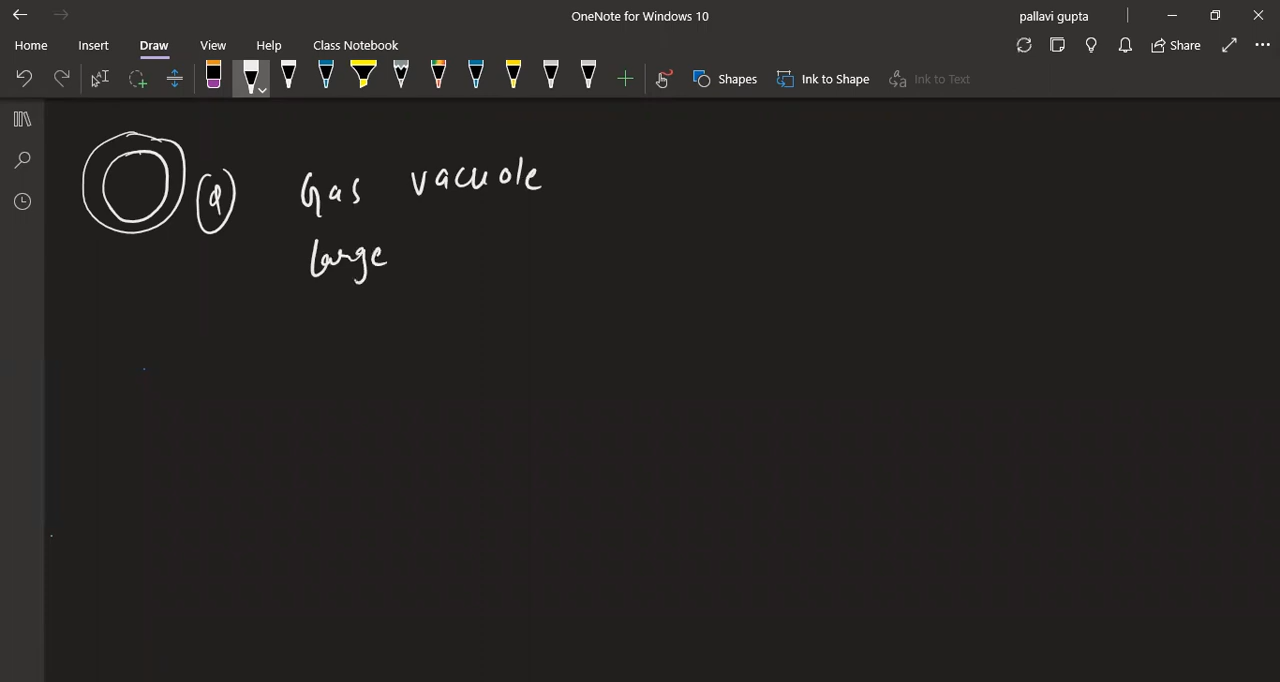 OneNote for Windows 10
pallavi gupta
Home Insert Draw View Help Class Notebook
Share
Shapes Ink to Shape Ink to Text
Gas vacuole
large